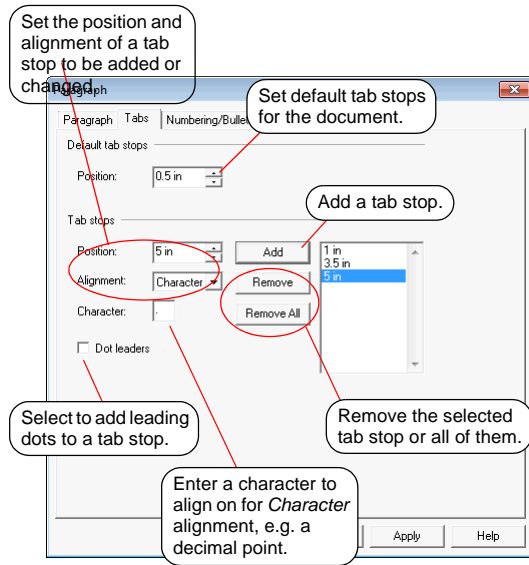 Set the position and
alignment of a tab
stop to be added or
changed.
Paragraph
Set default tab stops
for the document.
Paragraph Tabs Numbering/Bulle
Default tab stops
Position: 0.5 in
Add a tab stop.
Tab stops
Position: 5 in Add
1 in
3.5 in
5 in
Alignment: Character Remove
Character: . Remove All
Dot leaders
Select to add leading
dots to a tab stop.
Remove the selected
tab stop or all of them.
Enter a character to
align on for Character
alignment, e.g. a
decimal point.
Apply Help